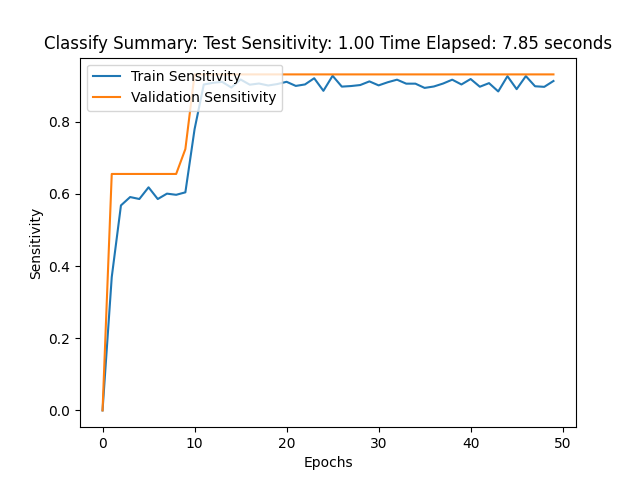 Classify Summary: Test Sensitivity: 1.00 Time Elapsed: 7.85 seconds
Train Sensitivity
Validation Sensitivity
0.8
0.6
0.4
0.2
0.0
Sensitivity
0 10 20 30 40 50
Epochs